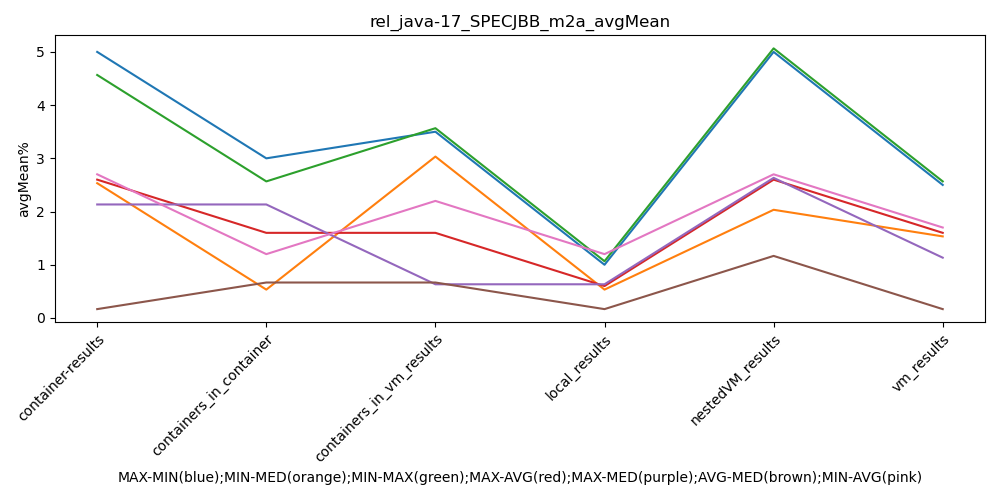 rel_java-17_SPECJBB_m2a_avgMean
avgMean%
5
4
3
2
1
0
container-results
containers_in_container
containers_in_vm_results
local_results
nestedVM_results
vm_results
MAX-MIN(blue);MIN-MED(orange);MIN-MAX(green);MAX-AVG(red);MAX-MED(purple);AVG-MED(brown);MIN-AVG(pink)